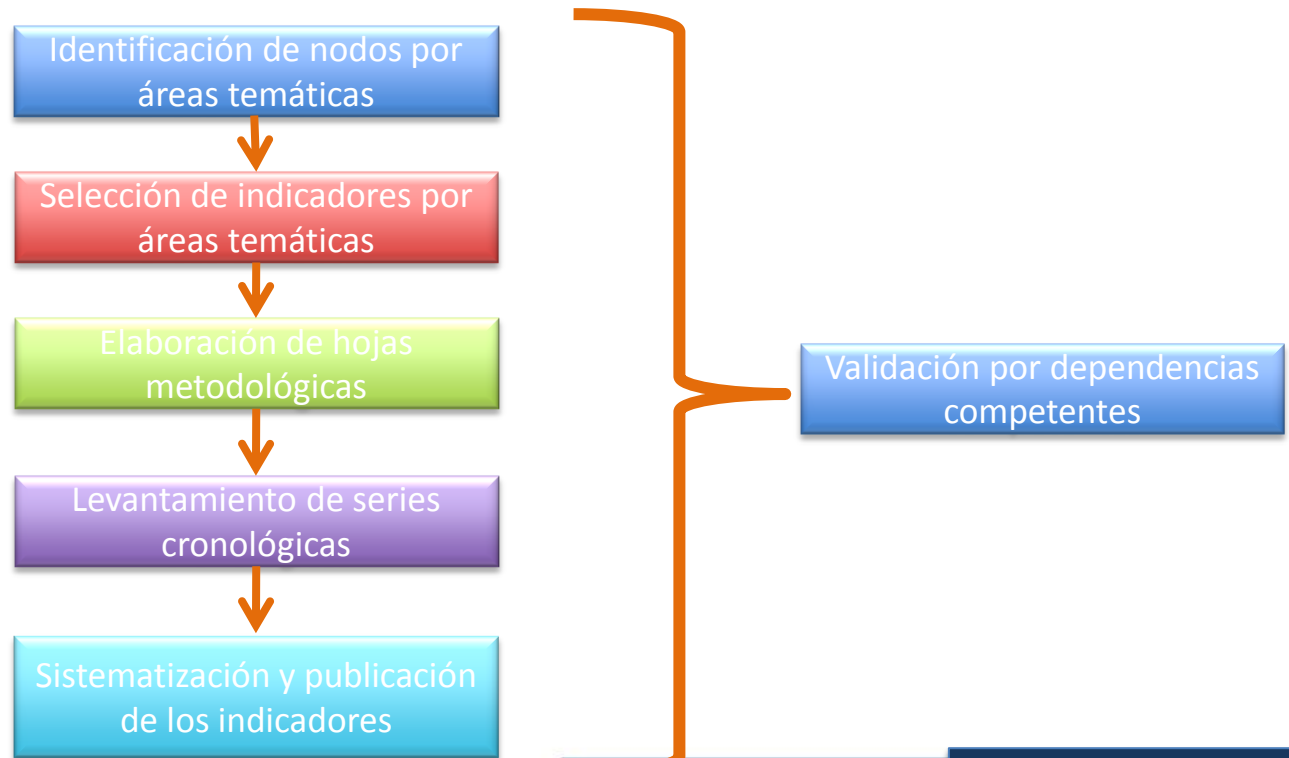 Identificación de nodos por
áreas temáticas
Selección de indicadores por
áreas temáticas
Elaboración de hojas
metodológicas
Levantamiento de series
cronológicas
Sistematización y publicación
de los indicadores
Validación por dependencias
competentes